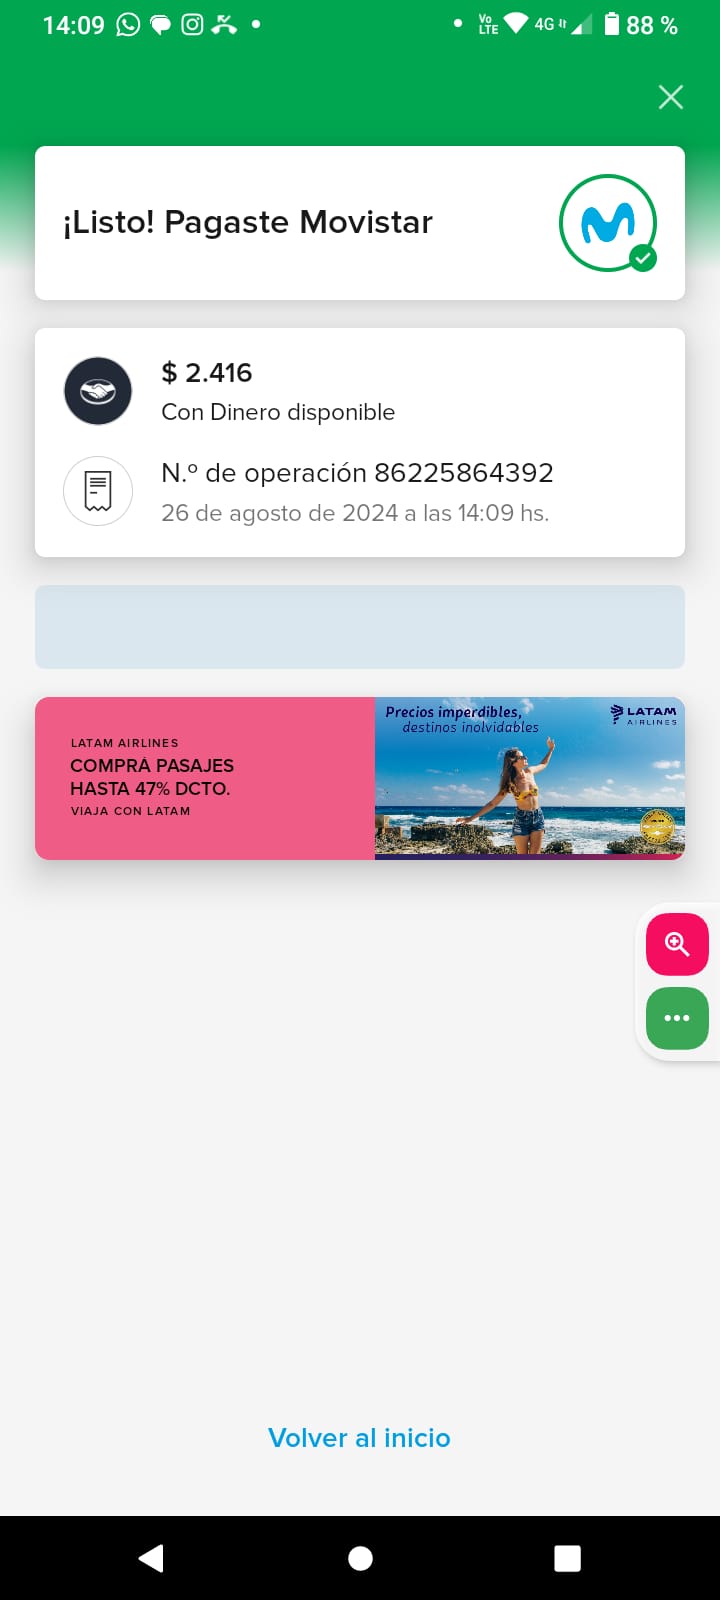 14:09
Vo LTE 4G 88 %
¡Listo! Pagaste Movistar
$ 2.416
Con Dinero disponible
N.º de operación 86225864392
26 de agosto de 2024 a las 14:09 hs.
LATAM AIRLINES
COMPRÁ PASAJES
HASTA 47% DCTO.
VIAJA CON LATAM
Precios imperdibles,
destinos inolvidables
LATAM
AIRLINES
Volver al inicio